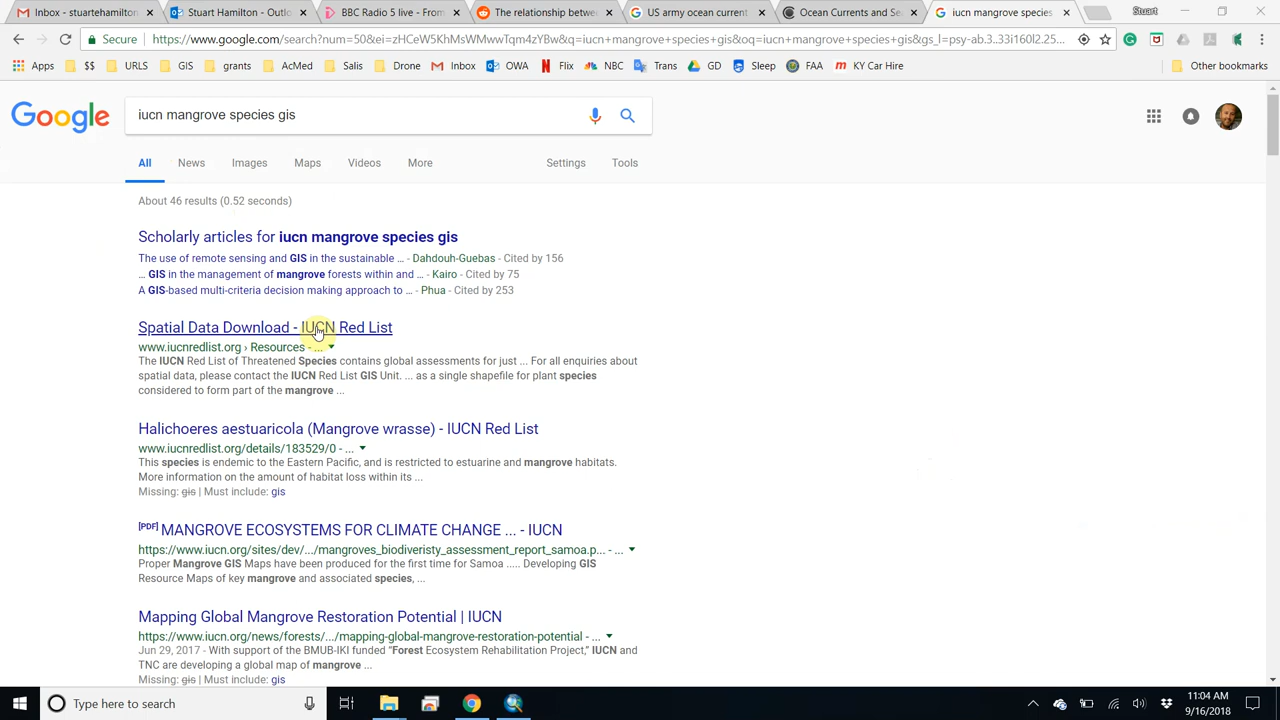 Inbox - stuartehamilton
Stuart Hamilton - Outlo
BBC Radio 5 live - From
The relationship betwe
US army ocean current
Ocean Currents and Sea
iucn mangrove species
Stuart
Secure
https://www.google.com/search?num=50&ei=zHCeW5KhMsWMwwTqm4zYBw&q=iucn+mangrove+species+gis&oq=iucn+mangrove+species+gis&gs_l=psy-ab.3..33i160l2.25...
Apps
$$
URLS
GIS
grants
AcMed
Salis
Drone
Inbox
OWA
Flix
NBC
Trans
GD
Sleep
FAA
KY Car Hire
Other bookmarks
Google
iucn mangrove species gis
All
News
Images
Maps
Videos
More
Settings
Tools
About 46 results (0.52 seconds)
Scholarly articles for iucn mangrove species gis
The use of remote sensing and GIS in the sustainable ... - Dahdouh-Guebas - Cited by 156
... GIS in the management of mangrove forests within and ... - Kairo - Cited by 75
A GIS-based multi-criteria decision making approach to ... - Phua - Cited by 253
Spatial Data Download - IUCN Red List
www.iucnredlist.org › Resources - ...
The IUCN Red List of Threatened Species contains global assessments for just ... For all enquiries about
spatial data, please contact the IUCN Red List GIS Unit. ... as a single shapefile for plant species
considered to form part of the mangrove ...
Halichoeres aestuaricola (Mangrove wrasse) - IUCN Red List
www.iucnredlist.org/details/183529/0 - ...
This species is endemic to the Eastern Pacific, and is restricted to estuarine and mangrove habitats.
More information on the amount of habitat loss within its ...
Missing: gis | Must include: gis
[PDF] MANGROVE ECOSYSTEMS FOR CLIMATE CHANGE ... - IUCN
https://www.iucn.org/sites/dev/.../mangroves_biodiveristy_assessment_report_samoa.p... - ...
Proper Mangrove GIS Maps have been produced for the first time for Samoa ..... Developing GIS
Resource Maps of key mangrove and associated species, ...
Mapping Global Mangrove Restoration Potential | IUCN
https://www.iucn.org/news/forests/.../mapping-global-mangrove-restoration-potential - ...
Jun 29, 2017 - With support of the BMUB-IKI funded “Forest Ecosystem Rehabilitation Project,” IUCN and
TNC are developing a global map of mangrove ...
Missing: gis | Must include: gis
Type here to search
11:04 AM
9/16/2018